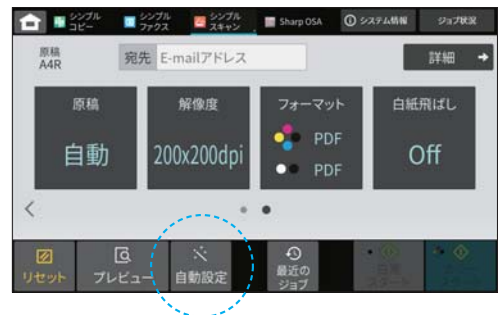 シンプル
コピー
シンプル
ファクス
シンプル
スキャン
Sharp OSA
システム情報
ジョブ状況
原稿
A4R
宛先
E-mailアドレス
詳細
原稿
自動
解像度
200x200dpi
フォーマット
PDF
PDF
白紙飛ばし
Off
リセット
プレビュー
自動設定
最近の
ジョブ
スタート